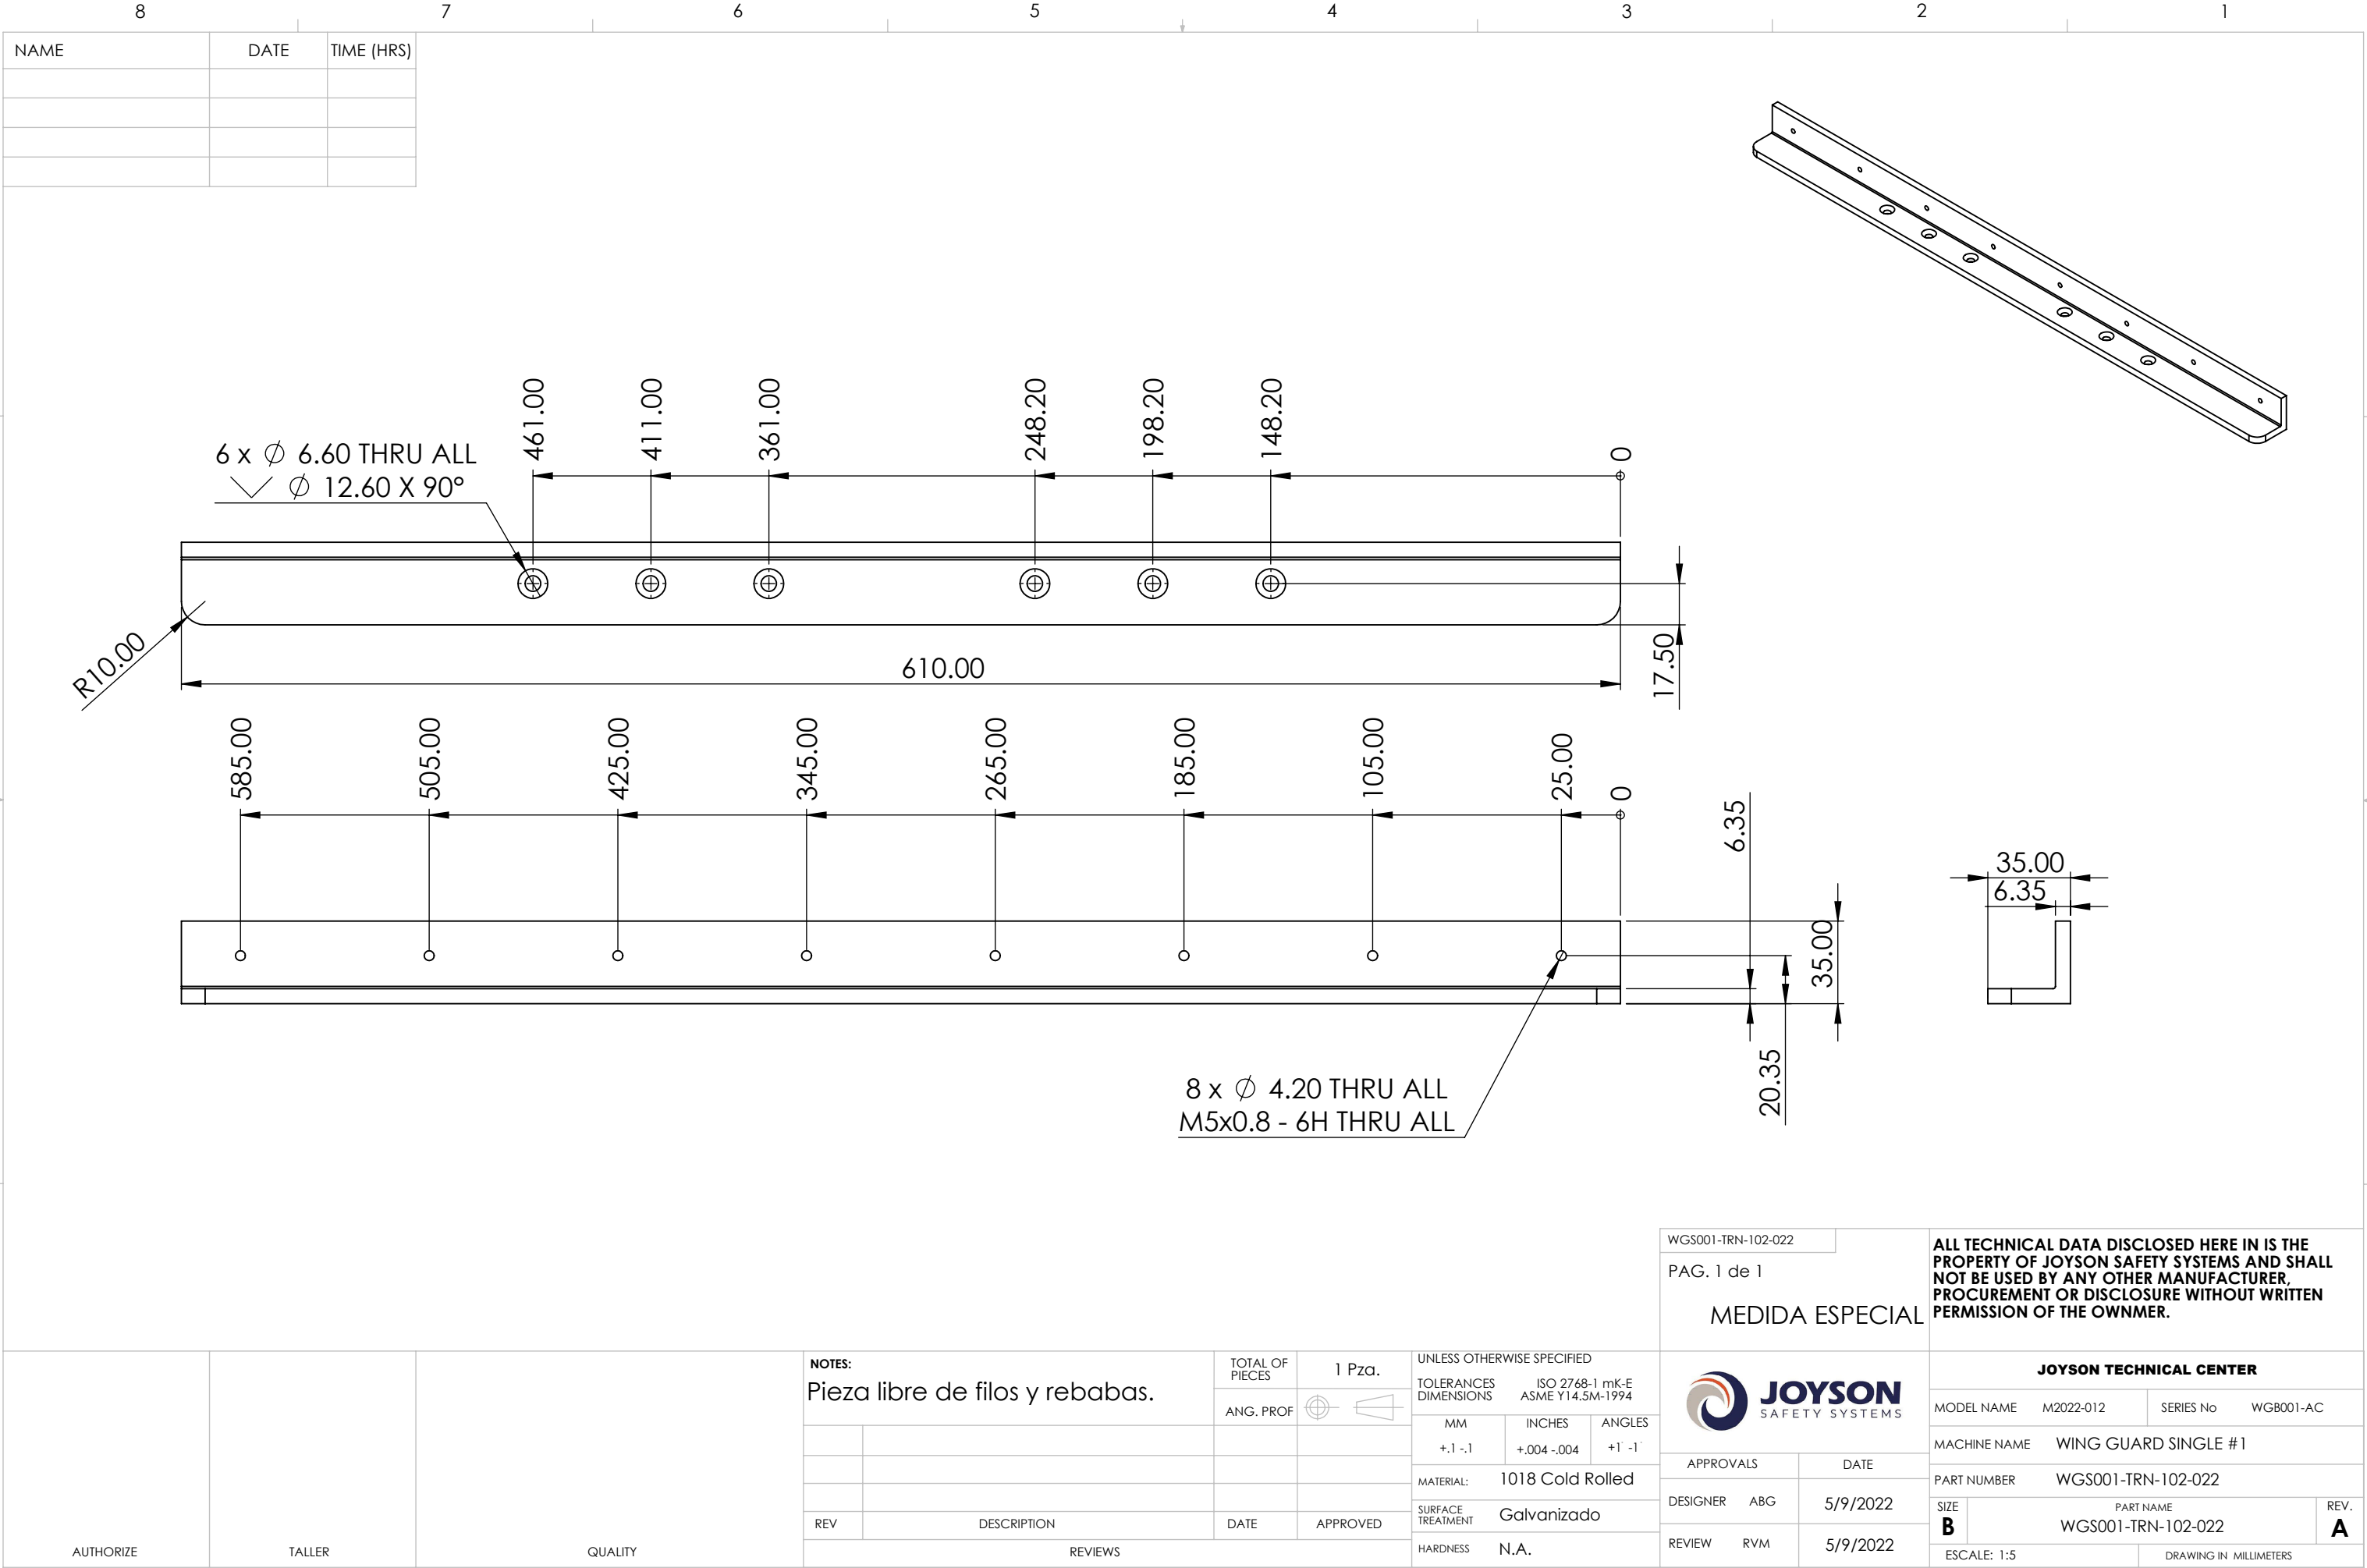 8 7 6 5 4 3 2 1
NAME DATE TIME (HRS)
461.00 411.00 361.00 248.20 198.20 148.20 0
6 x ⌀ 6.60 THRU ALL
⌵ ⌀ 12.60 X 90°
R10.00
610.00
17.50
585.00 505.00 425.00 345.00 265.00 185.00 105.00 25.00 0
6.35
35.00
20.35
35.00
6.35
8 x ⌀ 4.20 THRU ALL
M5x0.8 - 6H THRU ALL
WGS001-TRN-102-022
PAG. 1 de 1
MEDIDA ESPECIAL
ALL TECHNICAL DATA DISCLOSED HERE IN IS THE
PROPERTY OF JOYSON SAFETY SYSTEMS AND SHALL
NOT BE USED BY ANY OTHER MANUFACTURER,
PROCUREMENT OR DISCLOSURE WITHOUT WRITTEN
PERMISSION OF THE OWNMER.
AUTHORIZE TALLER QUALITY
NOTES:
Pieza libre de filos y rebabas.
TOTAL OF
PIECES
1 Pza.
ANG. PROF
REV DESCRIPTION DATE APPROVED
REVIEWS
UNLESS OTHERWISE SPECIFIED
TOLERANCES ISO 2768-1 mK-E
DIMENSIONS ASME Y14.5M-1994
MM INCHES ANGLES
+.1 -.1 +.004 -.004 +1° -1°
MATERIAL: 1018 Cold Rolled
SURFACE
TREATMENT
Galvanizado
HARDNESS N.A.
JOYSON
SAFETY SYSTEMS
APPROVALS DATE
DESIGNER ABG 5/9/2022
REVIEW RVM 5/9/2022
JOYSON TECHNICAL CENTER
MODEL NAME M2022-012 SERIES No WGB001-AC
MACHINE NAME WING GUARD SINGLE #1
PART NUMBER WGS001-TRN-102-022
SIZE PART NAME REV.
B WGS001-TRN-102-022 A
ESCALE: 1:5 DRAWING IN MILLIMETERS